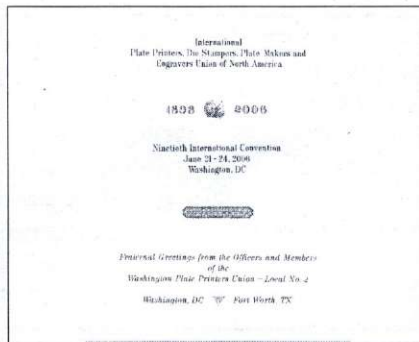 International
Plate Printers, Die Stampers, Plate Makers and
Engravers Union of North America
1893 2006
Ninetieth International Convention
June 21 - 24, 2006
Washington, DC
Fraternal Greetings from the Officers and Members
of the
Washington Plate Printers Union – Local No. 2
Washington, DC Fort Worth, TX